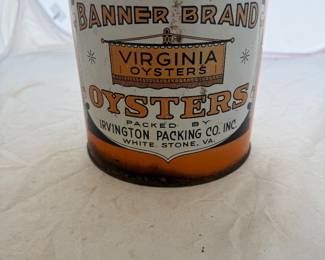 BANNER BRAND
VIRGINIA
OYSTERS
OYSTERS
PACKED BY
IRVINGTON PACKING CO. INC.
WHITE STONE, VA.